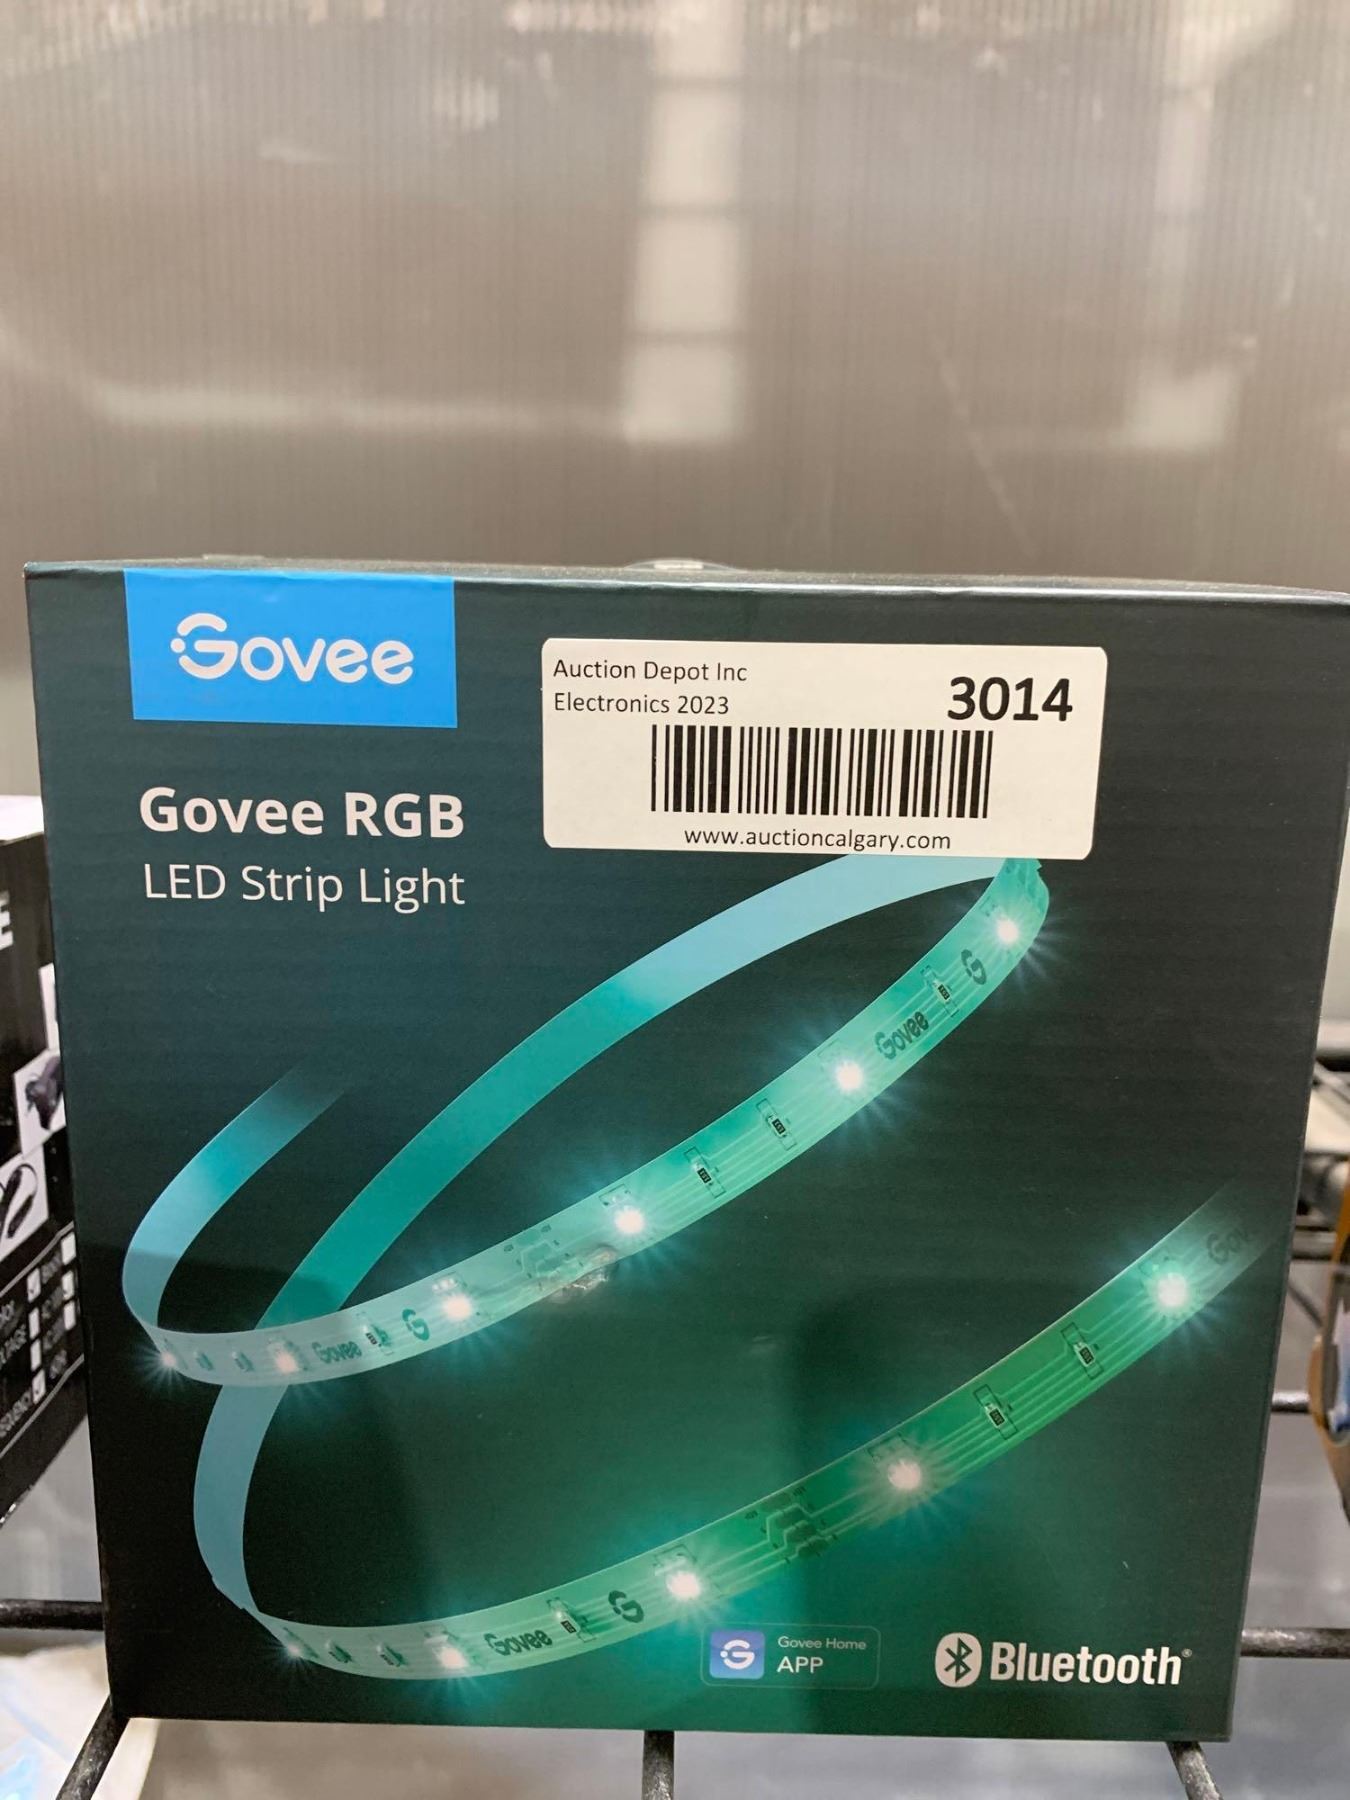 Govee
Auction Depot Inc
Electronics 2023
3014
www.auctioncalgary.com
Govee RGB
LED Strip Light
Govee
Govee
Govee
Govee Home
APP
Bluetooth®